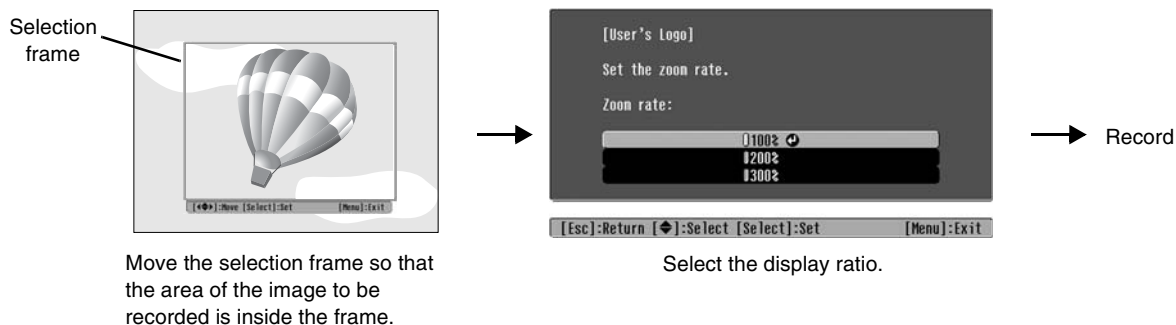 Selection
frame
[◀◆▶]:Move [Select]:Set [Menu]:Exit
Move the selection frame so that
the area of the image to be
recorded is inside the frame.
[User's Logo]
Set the zoom rate.
Zoom rate:
100%
200%
300%
[Esc]:Return [◆]:Select [Select]:Set [Menu]:Exit
Select the display ratio.
Record